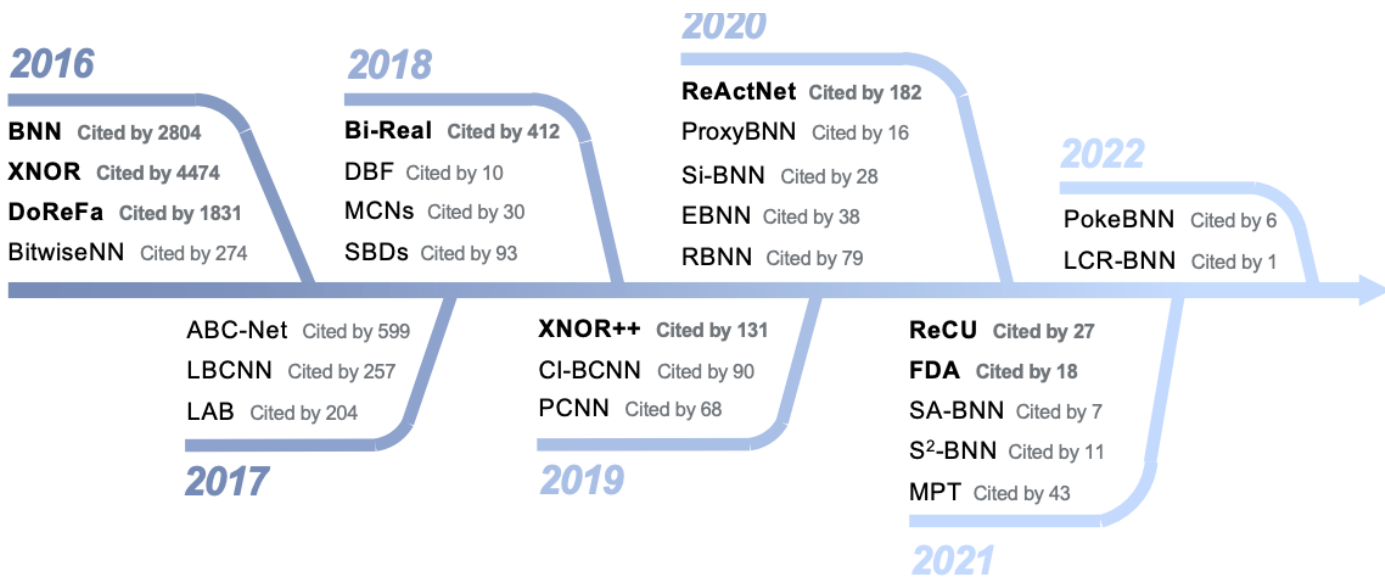 2016
BNN Cited by 2804
XNOR Cited by 4474
DoReFa Cited by 1831
BitwiseNN Cited by 274
2017
ABC-Net Cited by 599
LBCNN Cited by 257
LAB Cited by 204
2018
Bi-Real Cited by 412
DBF Cited by 10
MCNs Cited by 30
SBDs Cited by 93
2019
XNOR++ Cited by 131
CI-BCNN Cited by 90
PCNN Cited by 68
2020
ReActNet Cited by 182
ProxyBNN Cited by 16
Si-BNN Cited by 28
EBNN Cited by 38
RBNN Cited by 79
2021
ReCU Cited by 27
FDA Cited by 18
SA-BNN Cited by 7
S²-BNN Cited by 11
MPT Cited by 43
2022
PokeBNN Cited by 6
LCR-BNN Cited by 1